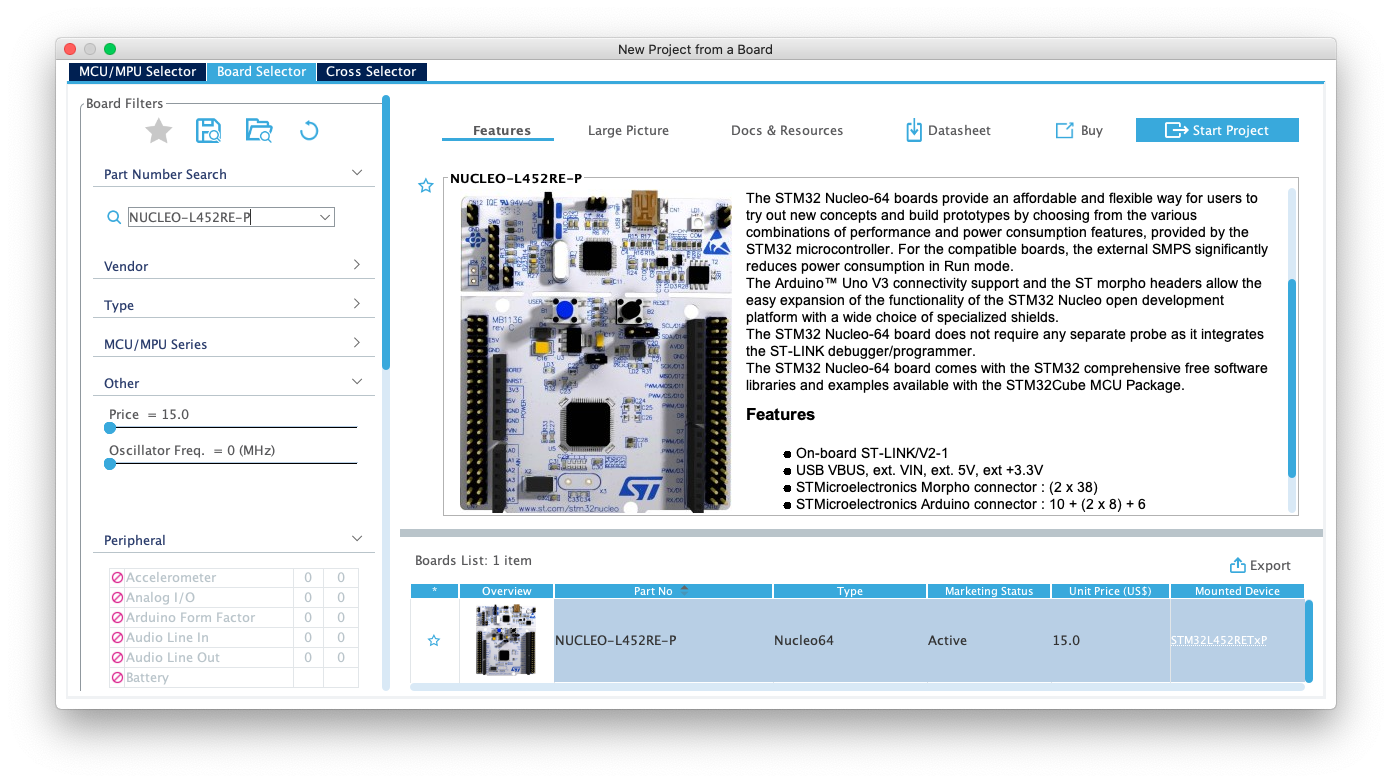 New Project from a Board
MCU/MPU Selector
Board Selector
Cross Selector
Board Filters
Part Number Search
NUCLEO-L452RE-P
Vendor
Type
MCU/MPU Series
Other
Price = 15.0
Oscillator Freq. = 0 (MHz)
Peripheral
Accelerometer 0 0
Analog I/O 0 0
Arduino Form Factor 0 0
Audio Line In 0 0
Audio Line Out 0 0
Battery
Features
Large Picture
Docs & Resources
Datasheet
Buy
Start Project
NUCLEO-L452RE-P
USER
RESET
B1
B2
MB1136
rev C
ST
www.st.com/stm32nucleo
The STM32 Nucleo-64 boards provide an affordable and flexible way for users to
try out new concepts and build prototypes by choosing from the various
combinations of performance and power consumption features, provided by the
STM32 microcontroller. For the compatible boards, the external SMPS significantly
reduces power consumption in Run mode.
The Arduino™ Uno V3 connectivity support and the ST morpho headers allow the
easy expansion of the functionality of the STM32 Nucleo open development
platform with a wide choice of specialized shields.
The STM32 Nucleo-64 board does not require any separate probe as it integrates
the ST-LINK debugger/programmer.
The STM32 Nucleo-64 board comes with the STM32 comprehensive free software
libraries and examples available with the STM32Cube MCU Package.
Features
On-board ST-LINK/V2-1
USB VBUS, ext. VIN, ext. 5V, ext +3.3V
STMicroelectronics Morpho connector : (2 x 38)
STMicroelectronics Arduino connector : 10 + (2 x 8) + 6
Boards List: 1 item
Export
* Overview Part No Type Marketing Status Unit Price (US$) Mounted Device
NUCLEO-L452RE-P Nucleo64 Active 15.0 STM32L452RETxP